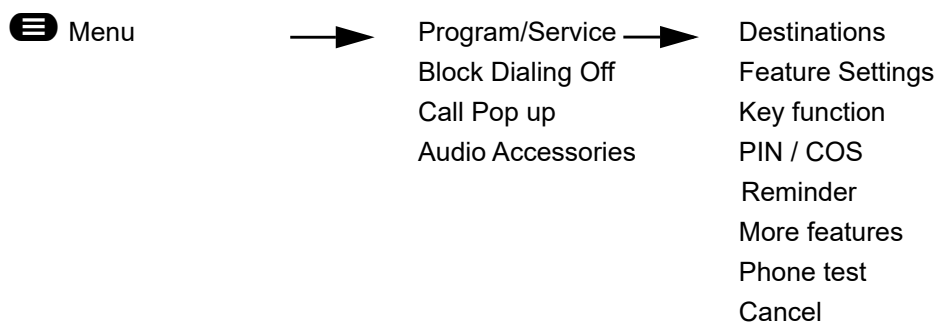 Menu
Program/Service
Block Dialing Off
Call Pop up
Audio Accessories
Destinations
Feature Settings
Key function
PIN / COS
Reminder
More features
Phone test
Cancel